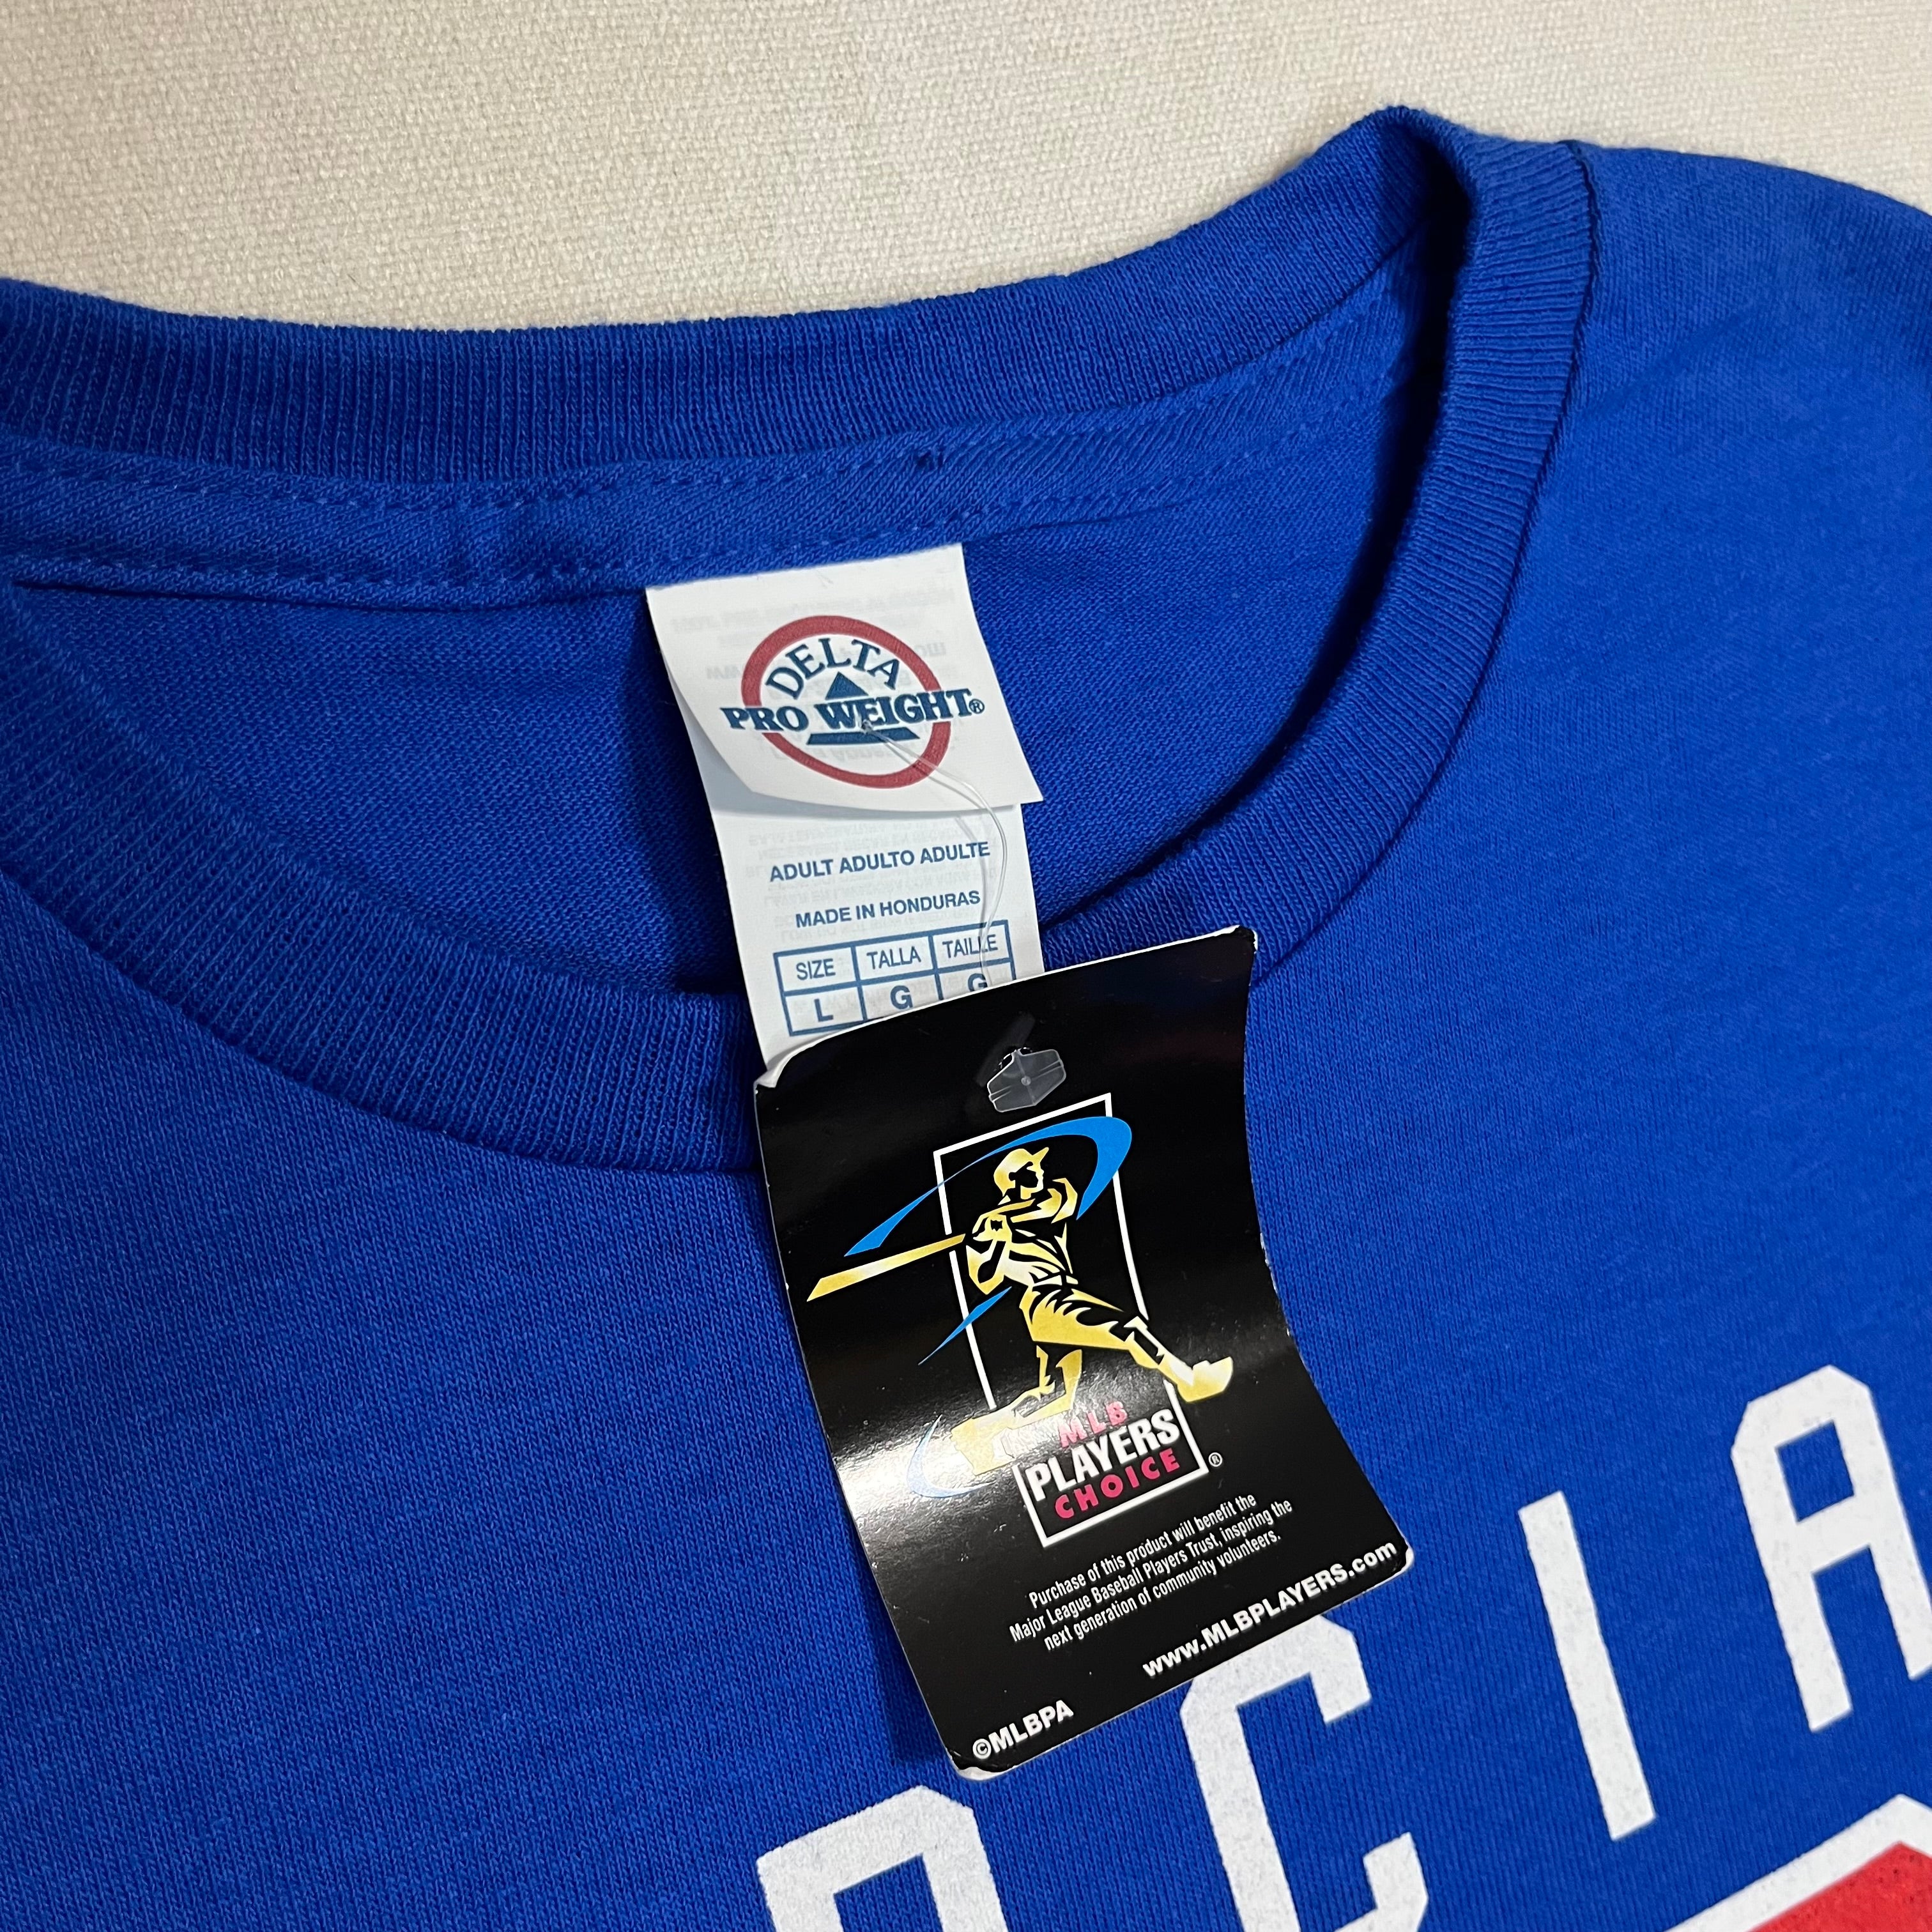 DELTA
PRO WEIGHT®
ADULT ADULTO ADULTE
MADE IN HONDURAS
SIZE TALLA TAILLE
L G G
MLB
PLAYERS
CHOICE ®
Purchase of this product will benefit the
Major League Baseball Players Trust, inspiring the
next generation of community volunteers.
www.MLBPLAYERS.com
©MLBPA
CIA